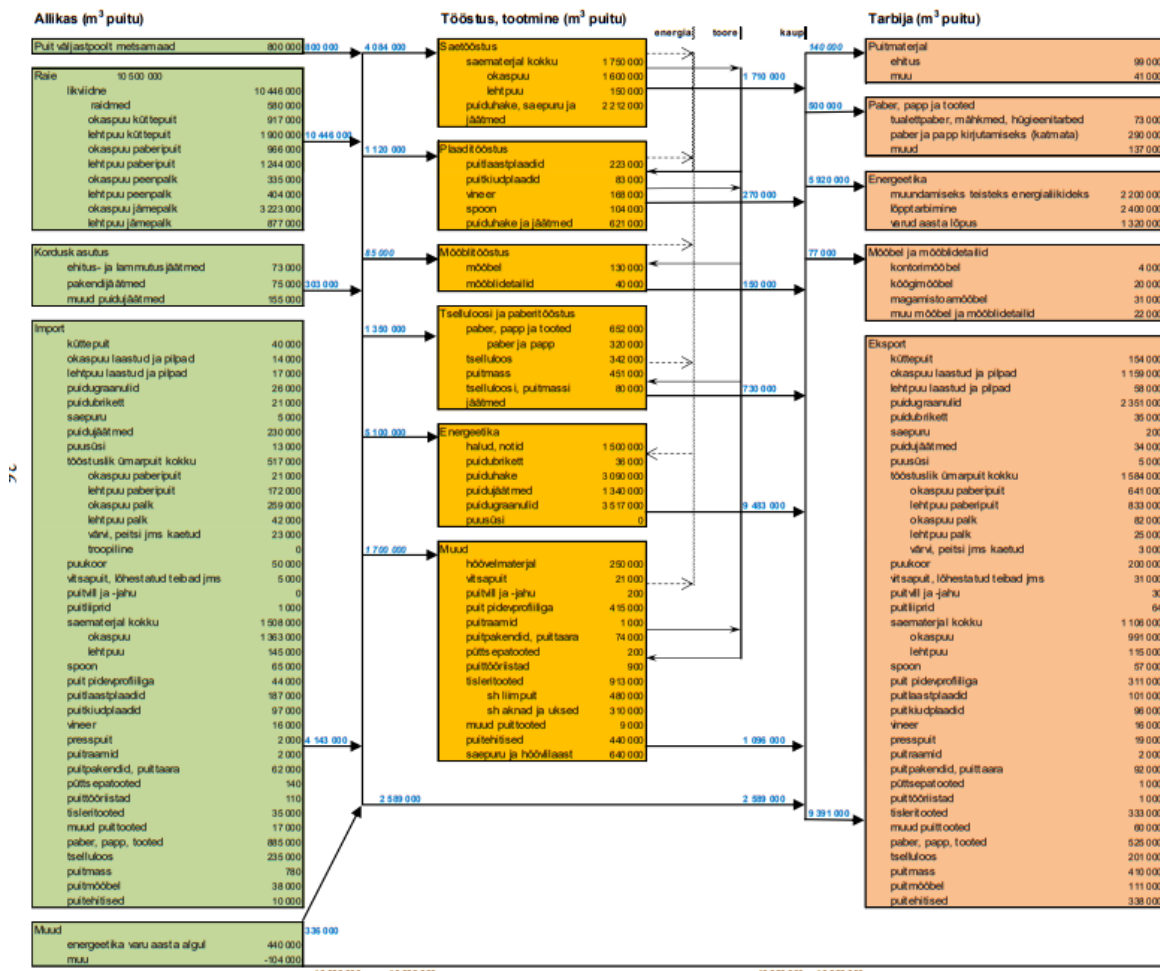 Allikas (m³ puitu)
Puit väljastpoolt metsamaad 800 000
800 000
Raie 10 500 000
likviidne 10 446 000
raidmed 580 000
okaspuu küttepuit 917 000
lehtpuu küttepuit 1 900 000
okaspuu paberipuit 966 000
lehtpuu paberipuit 1 244 000
okaspuu peenpalk 335 000
lehtpuu peenpalk 404 000
okaspuu jämepalk 3 223 000
lehtpuu jämepalk 877 000
10 446 000
Korduskasutus
ehitus- ja lammutusjäätmed 73 000
pakendijäätmed 75 000
muud puidujäätmed 155 000
303 000
Import
küttepuit 40 000
okaspuu laastud ja pilpad 14 000
lehtpuu laastud ja pilpad 17 000
puidugraanulid 26 000
puidubrikett 21 000
saepuru 5 000
puidujäätmed 230 000
puusüsi 13 000
tööstuslik ümarpuit kokku 517 000
okaspuu paberipuit 21 000
lehtpuu paberipuit 172 000
okaspuu palk 259 000
lehtpuu palk 42 000
värvi, peitsi jms kaetud 23 000
troopiline 0
puukoor 50 000
vitsapuit, lõhestatud teibad jms 5 000
puitvill ja -jahu 0
puitliiprid 1 000
saematerjal kokku 1 508 000
okaspuu 1 363 000
lehtpuu 145 000
spoon 65 000
puit pidevprofiiliga 44 000
puitlaastplaadid 187 000
puitkiudplaadid 97 000
vineer 16 000
presspuit 2 000
puitraamid 2 000
puitpakendid, puittaara 62 000
püttsepatooted 140
puittööriistad 110
tisleritooted 35 000
muud puittooted 17 000
paber, papp, tooted 885 000
tselluloos 235 000
puitmass 780
puitmööbel 38 000
puitehitised 10 000
4 143 000
Muud
energeetika varu aasta algul 440 000
muu -104 000
336 000
Tööstus, tootmine (m³ puitu)
energia toore kaup
4 084 000
Saetööstus
saematerjal kokku 1 750 000
okaspuu 1 600 000
lehtpuu 150 000
puiduhake, saepuru ja 2 212 000
jäätmed
1 710 000
1 120 000
Plaaditööstus
puitlaastplaadid 223 000
puitkiudplaadid 83 000
vineer 168 000
spoon 104 000
puiduhake ja jäätmed 621 000
270 000
85 000
Mööblitööstus
mööbel 130 000
mööblidetailid 40 000
150 000
1 350 000
Tselluloosi ja paberitööstus
paber, papp ja tooted 652 000
paber ja papp 320 000
tselluloos 342 000
puitmass 451 000
tselluloosi, puitmassi 80 000
jäätmed
730 000
5 100 000
Energeetika
halud, notid 1 500 000
puidubrikett 36 000
puiduhake 3 090 000
puidujäätmed 1 340 000
puidugraanulid 3 517 000
puusüsi 0
9 483 000
1 700 000
Muud
höövelmaterjal 250 000
vitsapuit 21 000
puitvill ja -jahu 200
puit pidevprofiiliga 415 000
puitraamid 1 000
puitpakendid, puittaara 74 000
püttsepatooted 200
puittööriistad 900
tisleritooted 913 000
sh liimpuit 480 000
sh aknad ja uksed 310 000
muud puittooted 9 000
puitehitised 440 000
saepuru ja höövlilaast 640 000
1 096 000
2 589 000
2 589 000
Tarbija (m³ puitu)
140 000
Puitmaterjal
ehitus 99 000
muu 41 000
500 000
Paber, papp ja tooted
tualettpaber, mähkmed, hügieenitarbed 73 000
paber ja papp kirjutamiseks (katmata) 290 000
muud 137 000
5 920 000
Energeetika
muundamiseks teisteks energialiikideks 2 200 000
lõpptarbimine 2 400 000
varud aasta lõpus 1 320 000
77 000
Mööbel ja mööblidetailid
kontorimööbel 4 000
köögimööbel 20 000
magamistoamööbel 31 000
muu mööbel ja mööblidetailid 22 000
Eksport
küttepuit 154 000
okaspuu laastud ja pilpad 1 159 000
lehtpuu laastud ja pilpad 58 000
puidugraanulid 2 351 000
puidubrikett 35 000
saepuru 200
puidujäätmed 34 000
puusüsi 5 000
tööstuslik ümarpuit kokku 1 584 000
okaspuu paberipuit 641 000
lehtpuu paberipuit 833 000
okaspuu palk 82 000
lehtpuu palk 25 000
värvi, peitsi jms kaetud 3 000
puukoor 200 000
vitsapuit, lõhestatud teibad jms 31 000
puitvill ja -jahu 30
puitliiprid 64
saematerjal kokku 1 106 000
okaspuu 991 000
lehtpuu 115 000
spoon 57 000
puit pidevprofiiliga 311 000
puitlaastplaadid 101 000
puitkiudplaadid 96 000
vineer 16 000
presspuit 19 000
puitraamid 2 000
puitpakendid, puittaara 92 000
püttsepatooted 1 000
puittööriistad 1 000
tisleritooted 333 000
muud puittooted 60 000
paber, papp, tooted 525 000
tselluloos 201 000
puitmass 410 000
puitmööbel 111 000
puitehitised 338 000
9 391 000